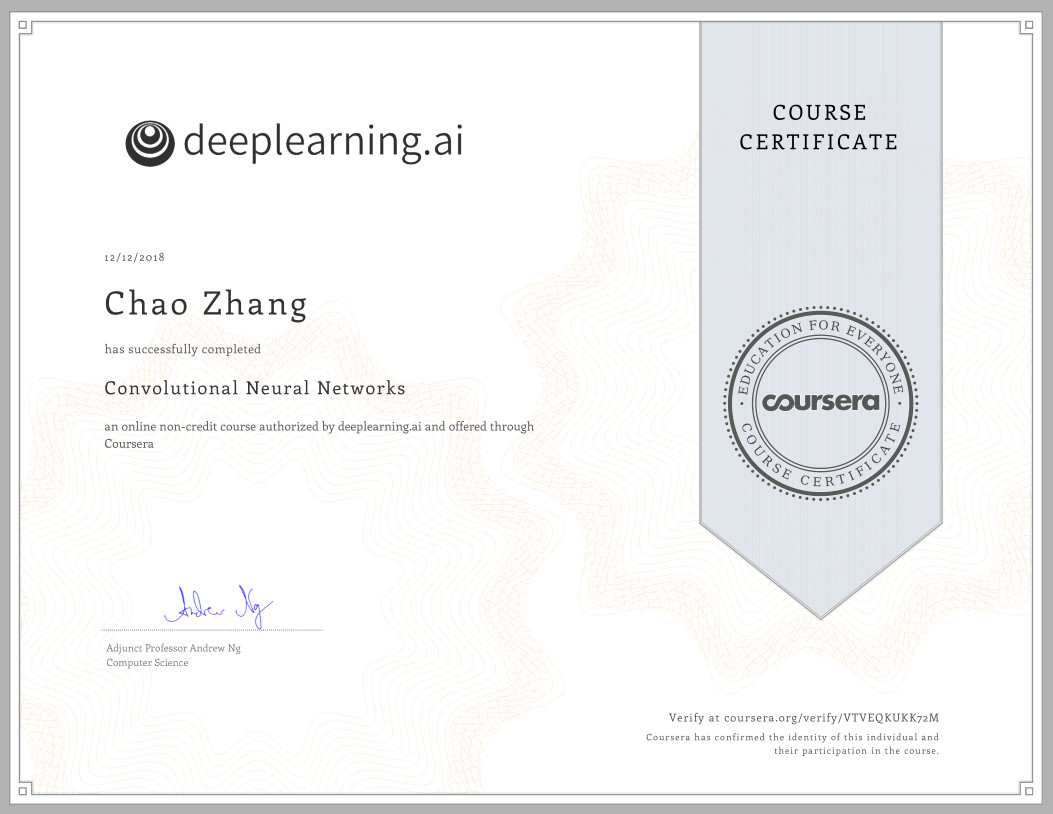 deeplearning.ai
COURSE
CERTIFICATE
12/12/2018
Chao Zhang
has successfully completed
Convolutional Neural Networks
an online non-credit course authorized by deeplearning.ai and offered through
Coursera
EDUCATION FOR EVERYONE
coursera
COURSE CERTIFICATE
Andrew Ng
Adjunct Professor Andrew Ng
Computer Science
Verify at coursera.org/verify/VTVEQKUKK72M
Coursera has confirmed the identity of this individual and
their participation in the course.